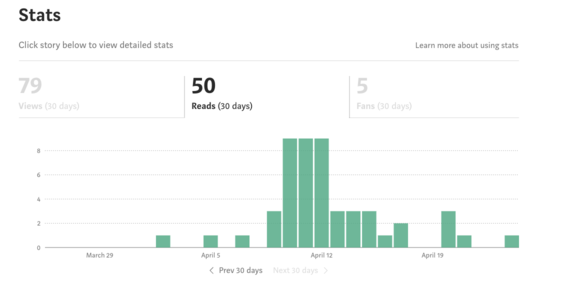 Stats
Click story below to view detailed stats
Learn more about using stats
79
Views (30 days)
50
Reads (30 days)
5
Fans (30 days)
8
6
4
2
0
March 29
April 5
April 12
April 19
Prev 30 days
Next 30 days